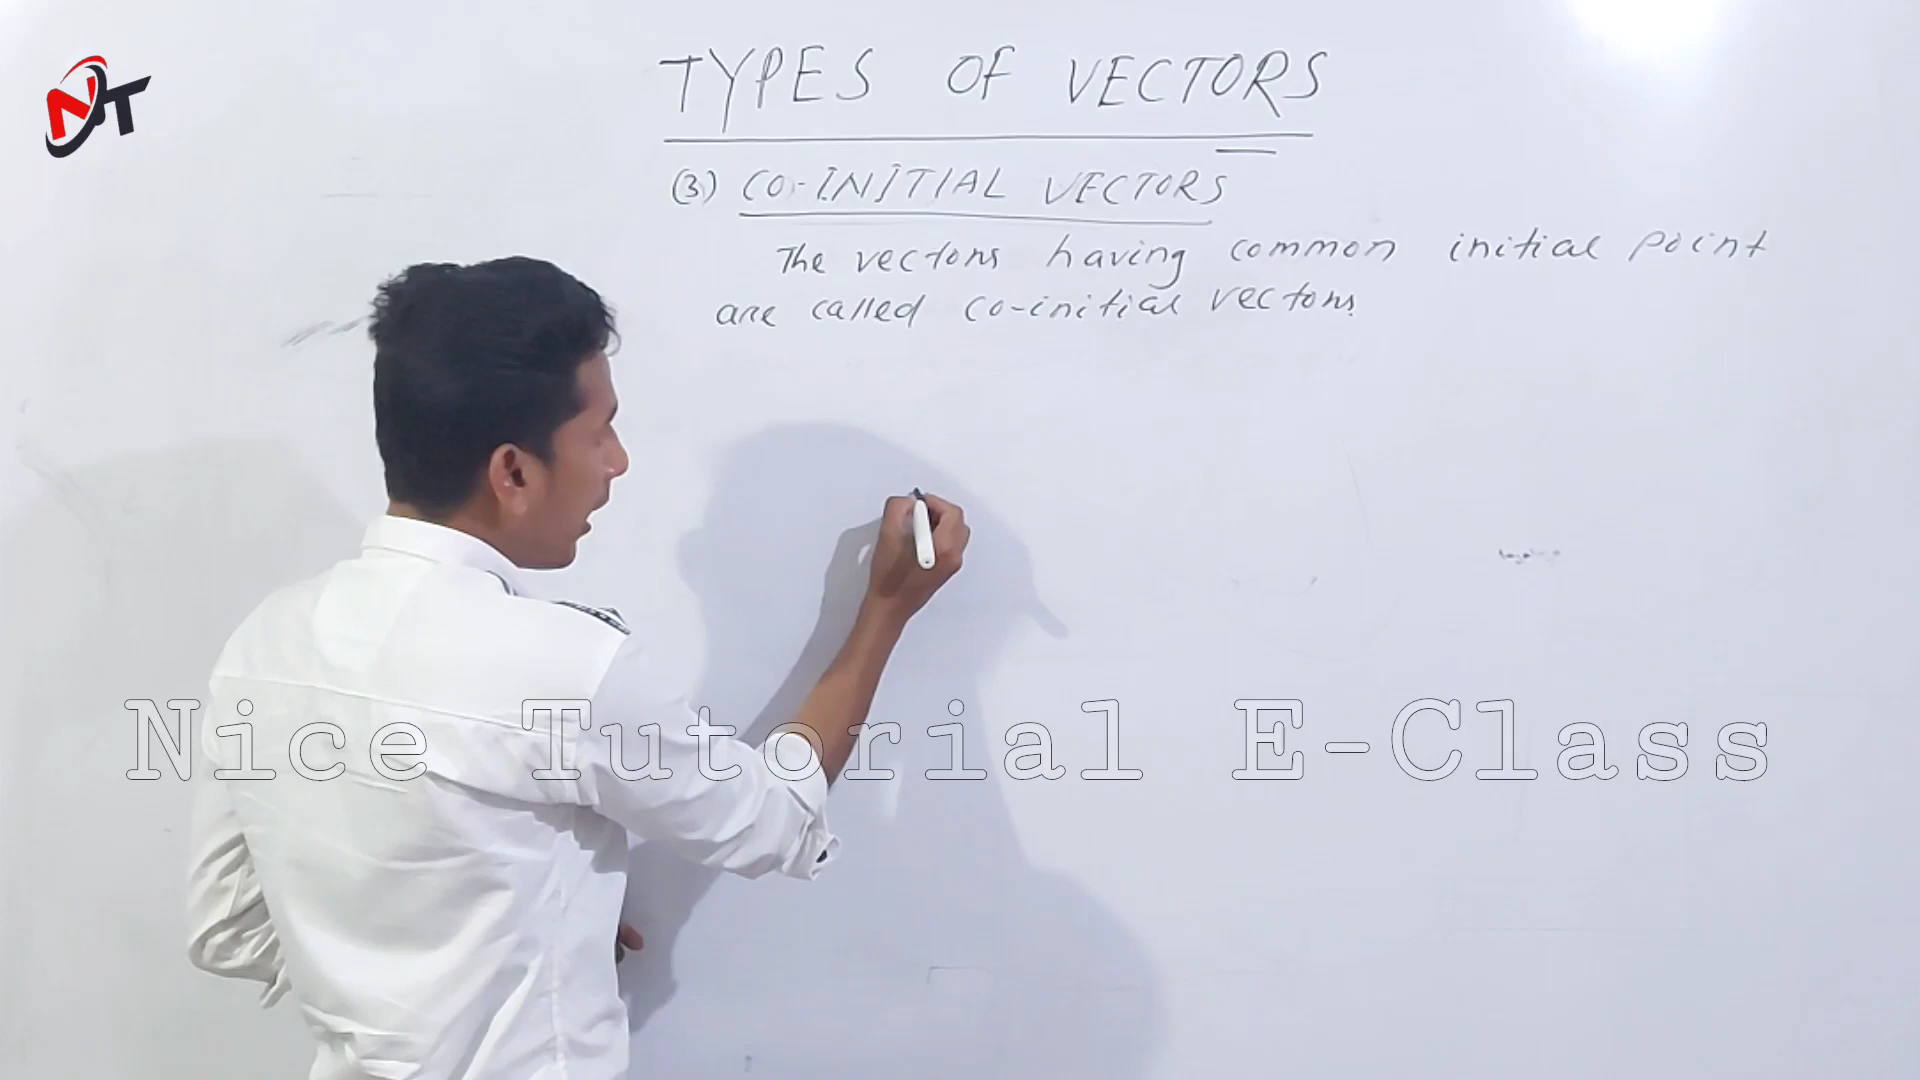 NT
TYPES OF VECTORS
(3) CO-INITIAL VECTORS
The vectors having common initial point
are called co-initial vectors.
Nice Tutorial E-Class